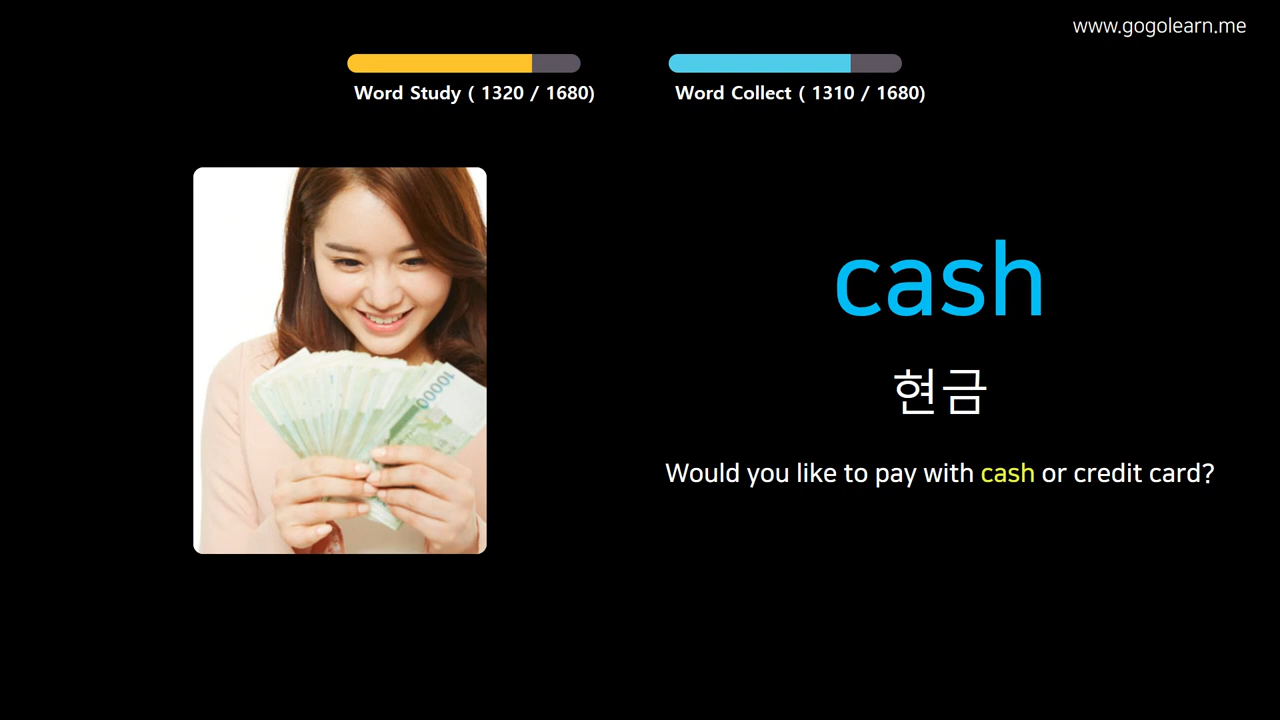 www.gogolearn.me
Word Study ( 1320 / 1680)
Word Collect ( 1310 / 1680)
10000
cash
현금
Would you like to pay with cash or credit card?